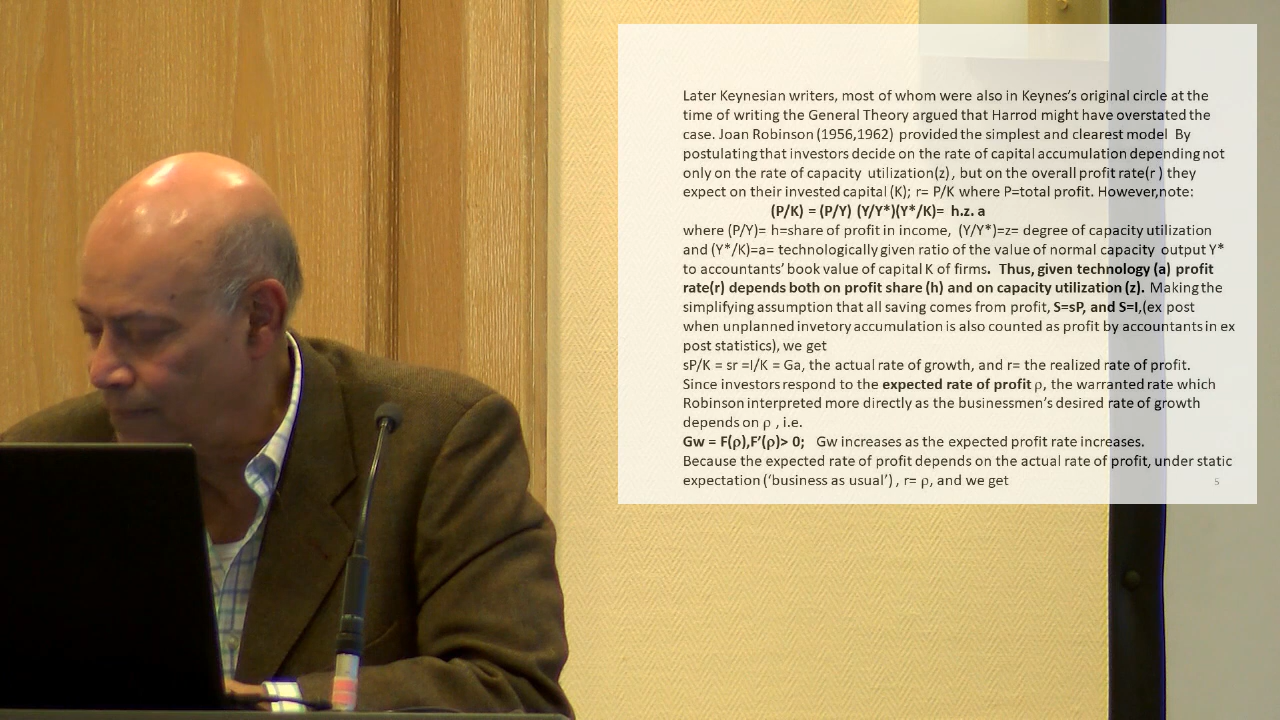 Later Keynesian writers, most of whom were also in Keynes's original circle at the
time of writing the General Theory argued that Harrod might have overstated the
case. Joan Robinson (1956,1962) provided the simplest and clearest model By
postulating that investors decide on the rate of capital accumulation depending not
only on the rate of capacity utilization(z), but on the overall profit rate(r ) they
expect on their invested capital (K); r= P/K where P=total profit. However,note:
(P/K) = (P/Y) (Y/Y*)(Y*/K)= h.z. a
where (P/Y)= h=share of profit in income, (Y/Y*)=z= degree of capacity utilization
and (Y*/K)=a= technologically given ratio of the value of normal capacity output Y*
to accountants' book value of capital K of firms. Thus, given technology (a) profit
rate(r) depends both on profit share (h) and on capacity utilization (z). Making the
simplifying assumption that all saving comes from profit, S=sP, and S=I,(ex post
when unplanned invetory accumulation is also counted as profit by accountants in ex
post statistics), we get
sP/K = sr =I/K = Ga, the actual rate of growth, and r= the realized rate of profit.
Since investors respond to the expected rate of profit ρ, the warranted rate which
Robinson interpreted more directly as the businessmen's desired rate of growth
depends on ρ , i.e.
Gw = F(ρ),F'(ρ)> 0; Gw increases as the expected profit rate increases.
Because the expected rate of profit depends on the actual rate of profit, under static
expectation ('business as usual') , r= ρ, and we get
5